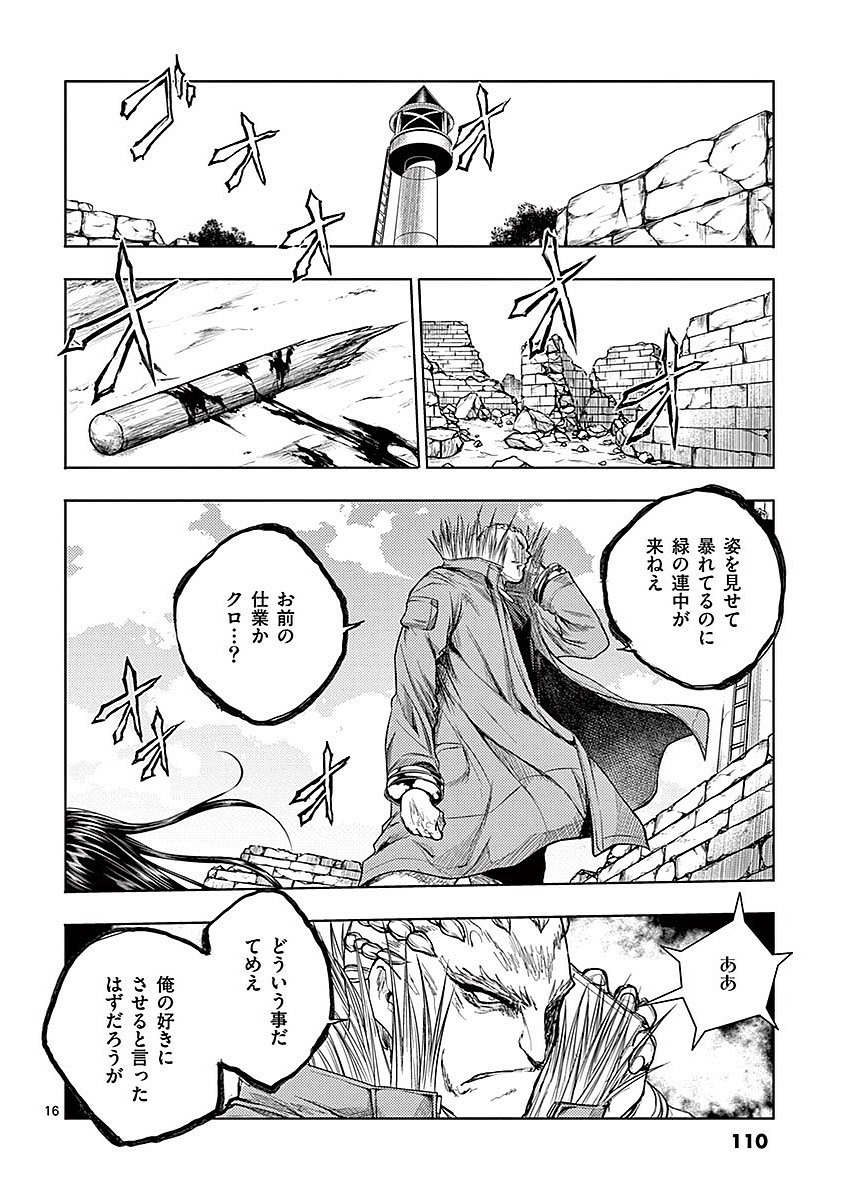 ゴオオオオオオ
姿を見せて
暴れてるのに
緑の連中が
来ねえ
お前の
仕業か
クロ…?
オオオ
ああ
どういう事だ
てめえ
俺の好きに
させると言った
はずだろうが
16
110